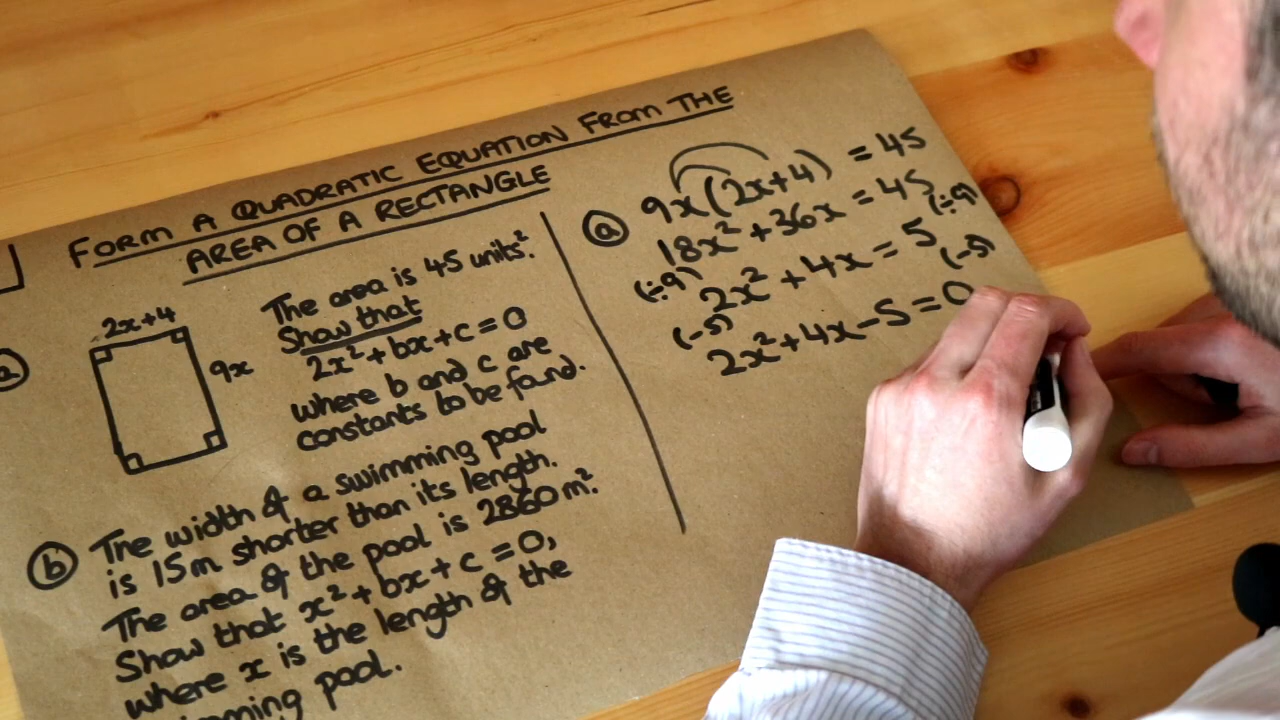 FORM A QUADRATIC EQUATION FROM THE
AREA OF A RECTANGLE
a
2x+4
9x
The area is 45 units².
Show that
2x²+bx+c=0
where b and c are
constants to be found.
b
The width of a swimming pool
is 15m shorter than its length.
The area of the pool is 2860m².
Show that x²+bx+c=0,
where x is the length of the
pool.
a
9x(2x+4) = 45
18x²+36x = 45
(÷9) 2x²+4x = 5 (÷9)
(-5) 2x²+4x-5=0 (-5)